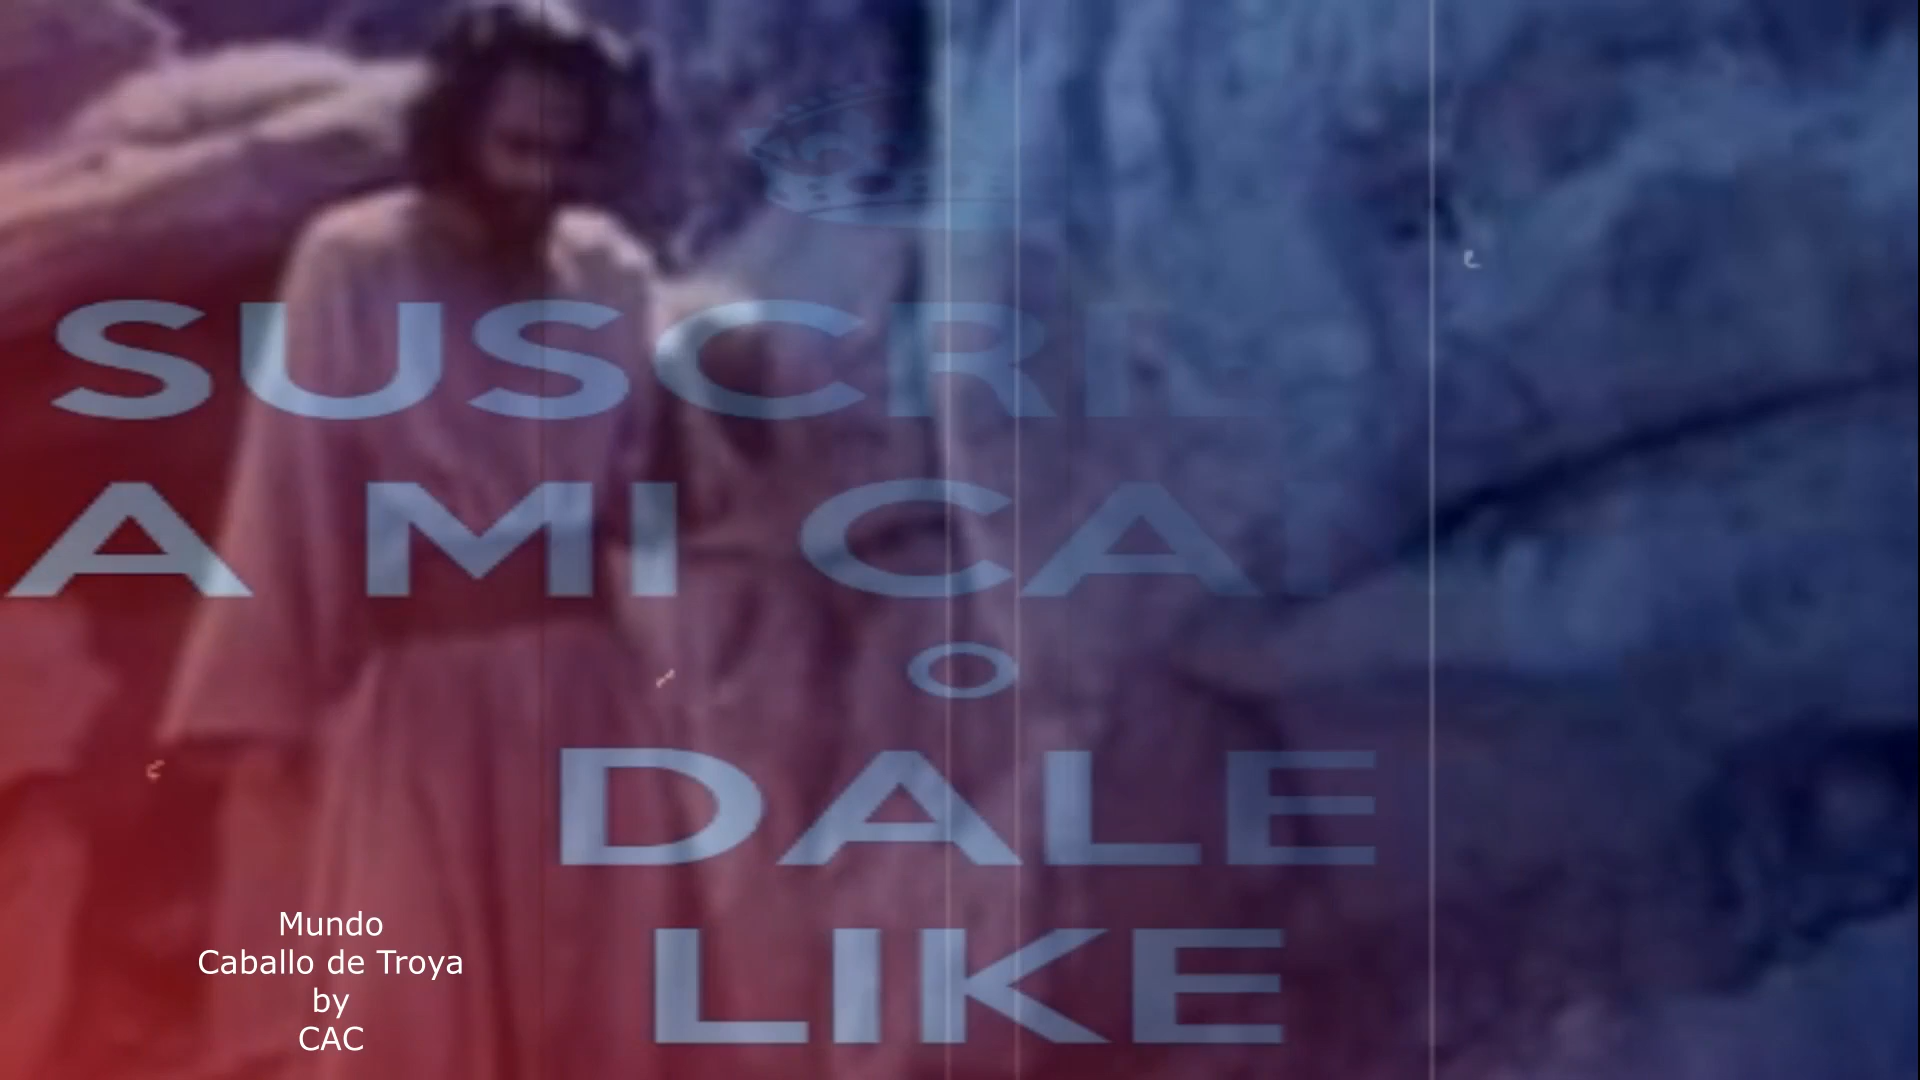 SUSCRI
A MI CA
O
DALE
LIKE
Mundo
Caballo de Troya
by
CAC